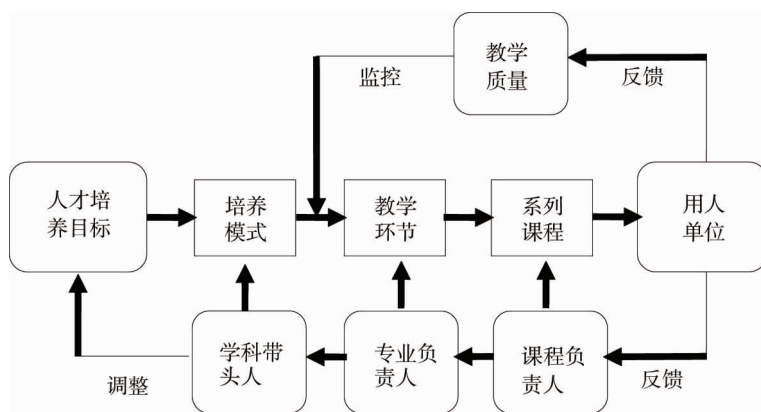 教学
质量
监控
反馈
人才培
养目标
培养
模式
教学
环节
系列
课程
用人
单位
学科带
头人
专业负
责人
课程负
责人
调整
反馈